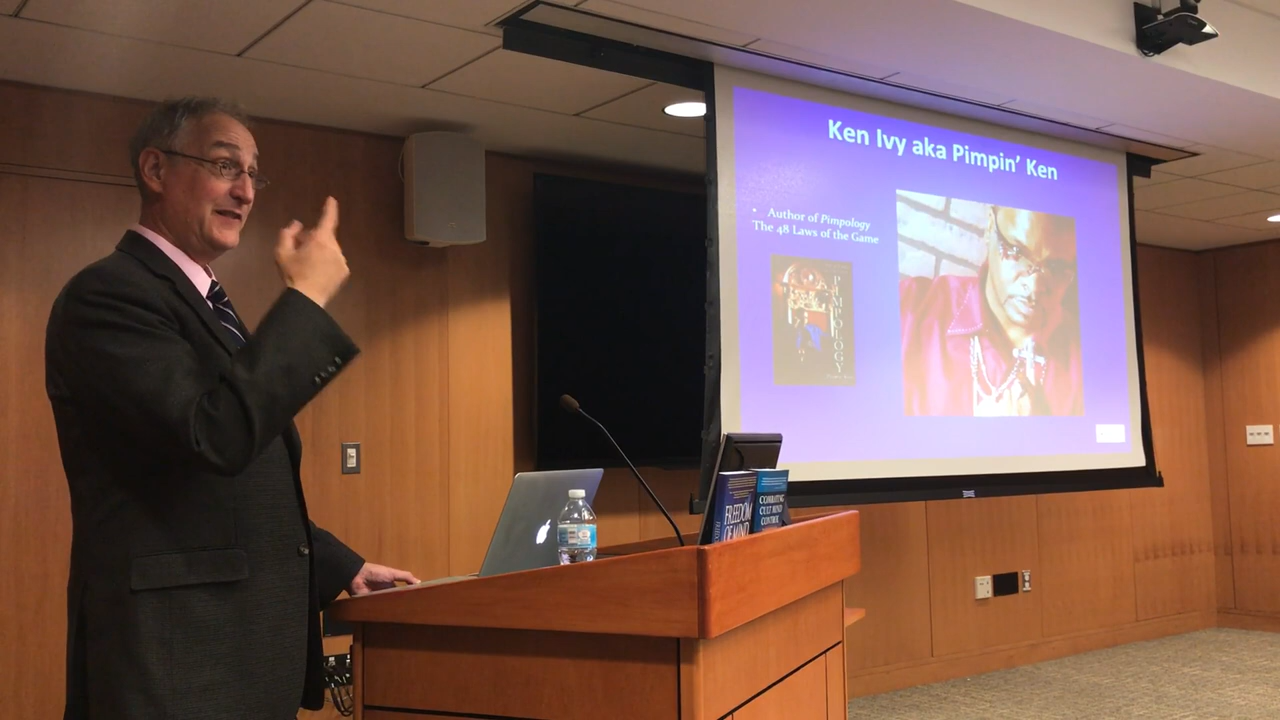 Ken Ivy aka Pimpin' Ken
• Author of Pimpology
The 48 Laws of the Game
PIMPOLOGY
FREEDOM
OF MIND
COMBATING
CULT MIND
CONTROL